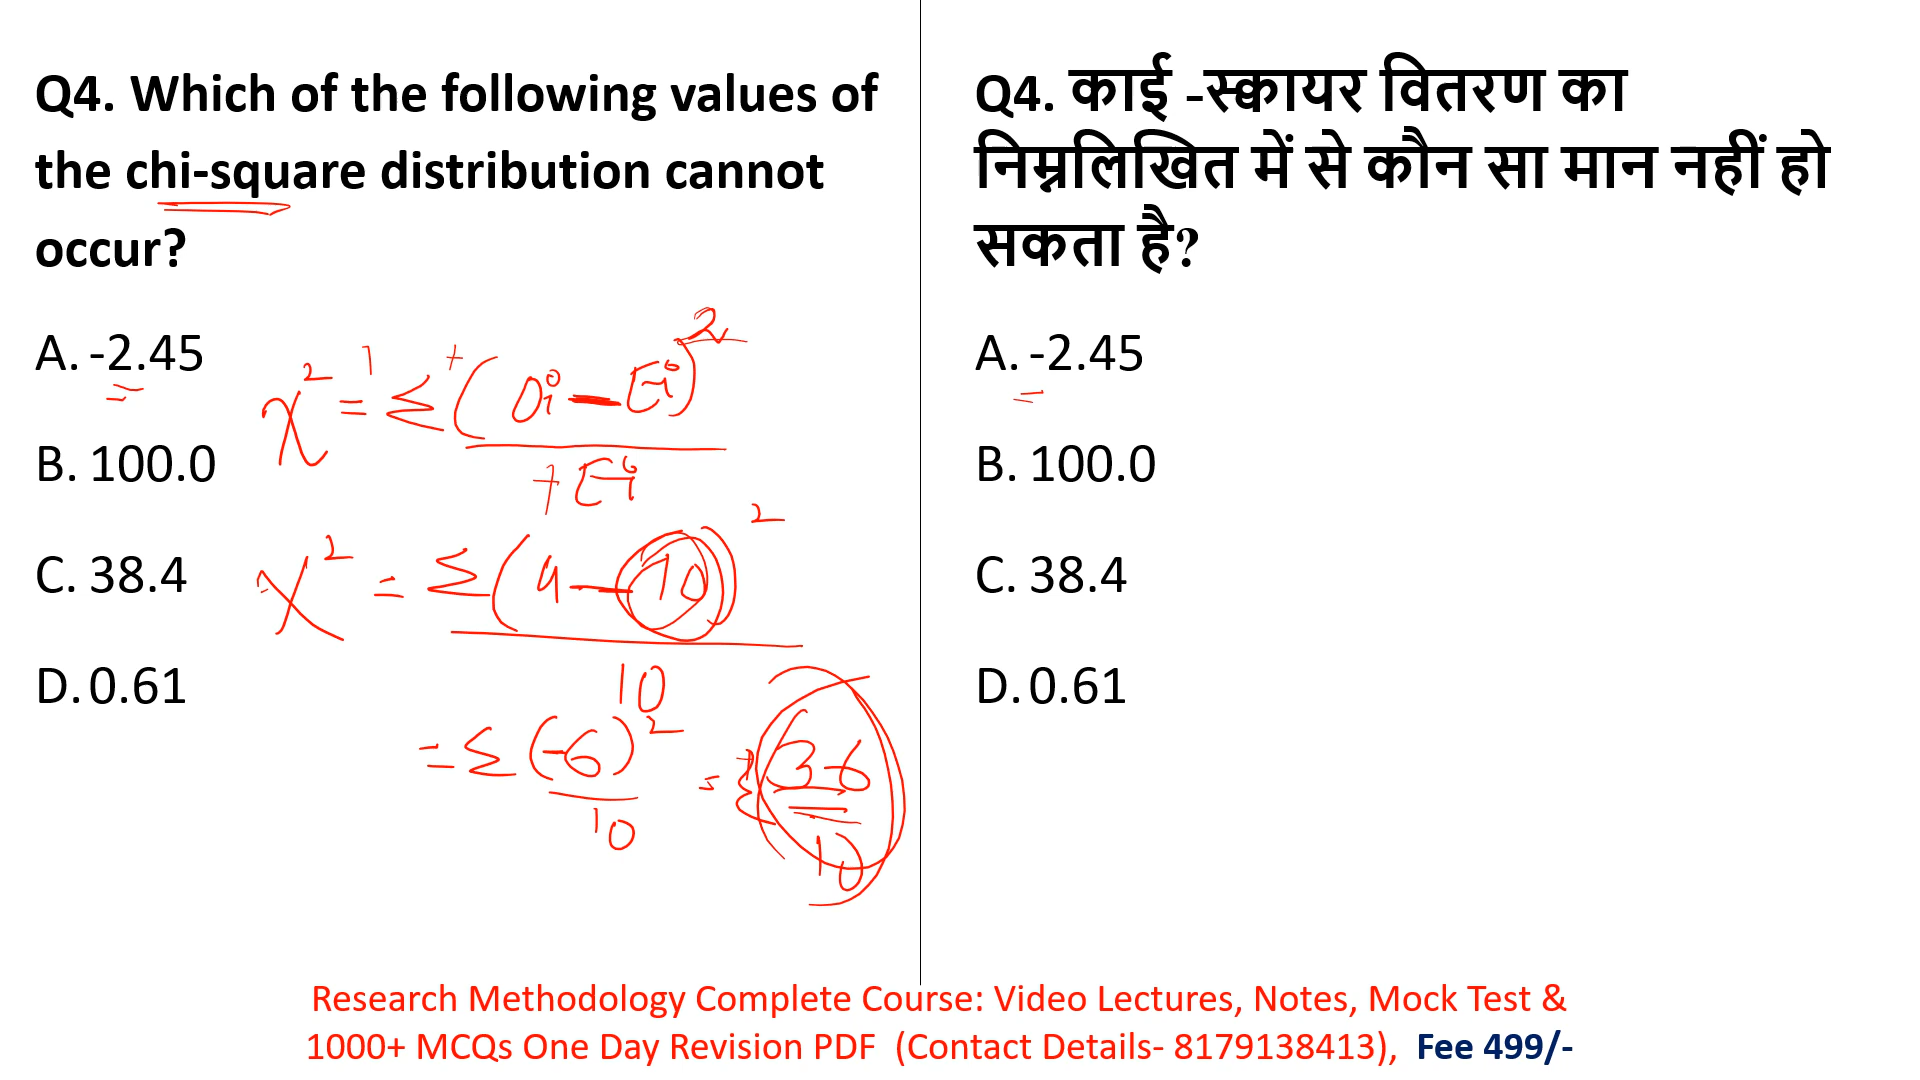 Q4. Which of the following values of
the chi-square distribution cannot
occur?
A. -2.45
B. 100.0
C. 38.4
D. 0.61
χ² = Σ (Oi - Ei)²
+ Ei
χ² = Σ (4 - 10)²
10
= Σ (-6)²
10
= Σ 36
10
Q4. काई -स्क्वायर वितरण का
निम्नलिखित में से कौन सा मान नहीं हो
सकता है?
A. -2.45
B. 100.0
C. 38.4
D. 0.61
Research Methodology Complete Course: Video Lectures, Notes, Mock Test &
1000+ MCQs One Day Revision PDF (Contact Details- 8179138413), Fee 499/-